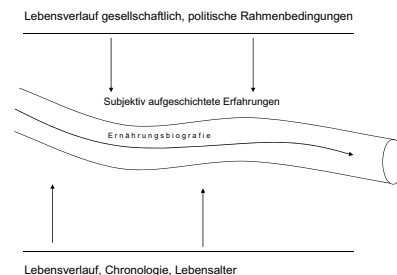 Lebensverlauf gesellschaftlich, politische Rahmenbedingungen
Subjektiv aufgeschichtete Erfahrungen
Ernährungsbiografie
Lebensverlauf, Chronologie, Lebensalter